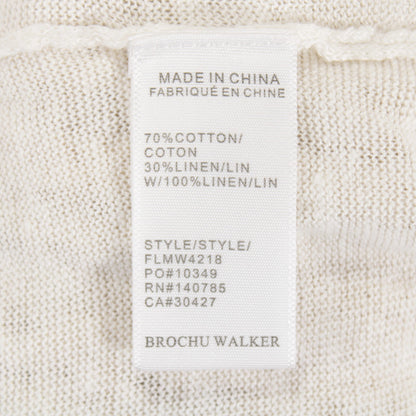 MADE IN CHINA
FABRIQUÉ EN CHINE
70%COTTON/
COTON
30%LINEN/LIN
W/100%LINEN/LIN
STYLE/STYLE/
FLMW4218
PO#10349
RN#140785
CA#30427
BROCHU WALKER